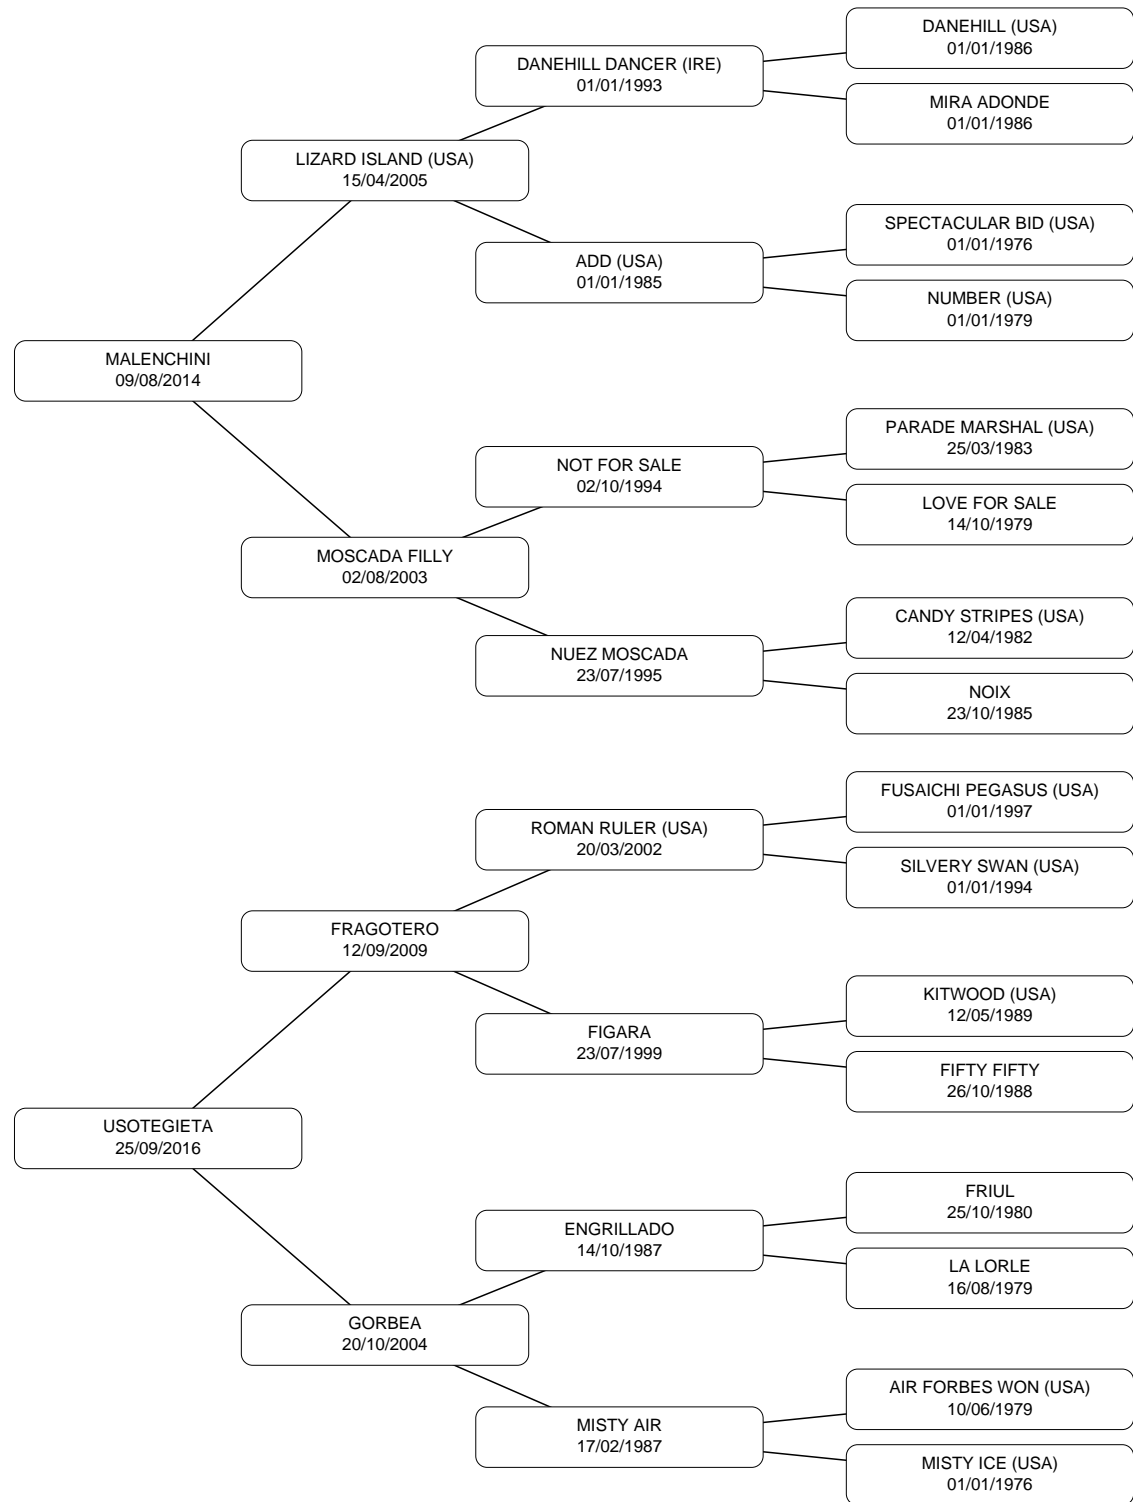 DANEHILL (USA)
01/01/1986
DANEHILL DANCER (IRE)
01/01/1993
MIRA ADONDE
01/01/1986
LIZARD ISLAND (USA)
15/04/2005
SPECTACULAR BID (USA)
01/01/1976
ADD (USA)
01/01/1985
NUMBER (USA)
01/01/1979
MALENCHINI
09/08/2014
PARADE MARSHAL (USA)
25/03/1983
NOT FOR SALE
02/10/1994
LOVE FOR SALE
14/10/1979
MOSCADA FILLY
02/08/2003
CANDY STRIPES (USA)
12/04/1982
NUEZ MOSCADA
23/07/1995
NOIX
23/10/1985
FUSAICHI PEGASUS (USA)
01/01/1997
ROMAN RULER (USA)
20/03/2002
SILVERY SWAN (USA)
01/01/1994
FRAGOTERO
12/09/2009
KITWOOD (USA)
12/05/1989
FIGARA
23/07/1999
FIFTY FIFTY
26/10/1988
USOTEGIETA
25/09/2016
FRIUL
25/10/1980
ENGRILLADO
14/10/1987
LA LORLE
16/08/1979
GORBEA
20/10/2004
AIR FORBES WON (USA)
10/06/1979
MISTY AIR
17/02/1987
MISTY ICE (USA)
01/01/1976